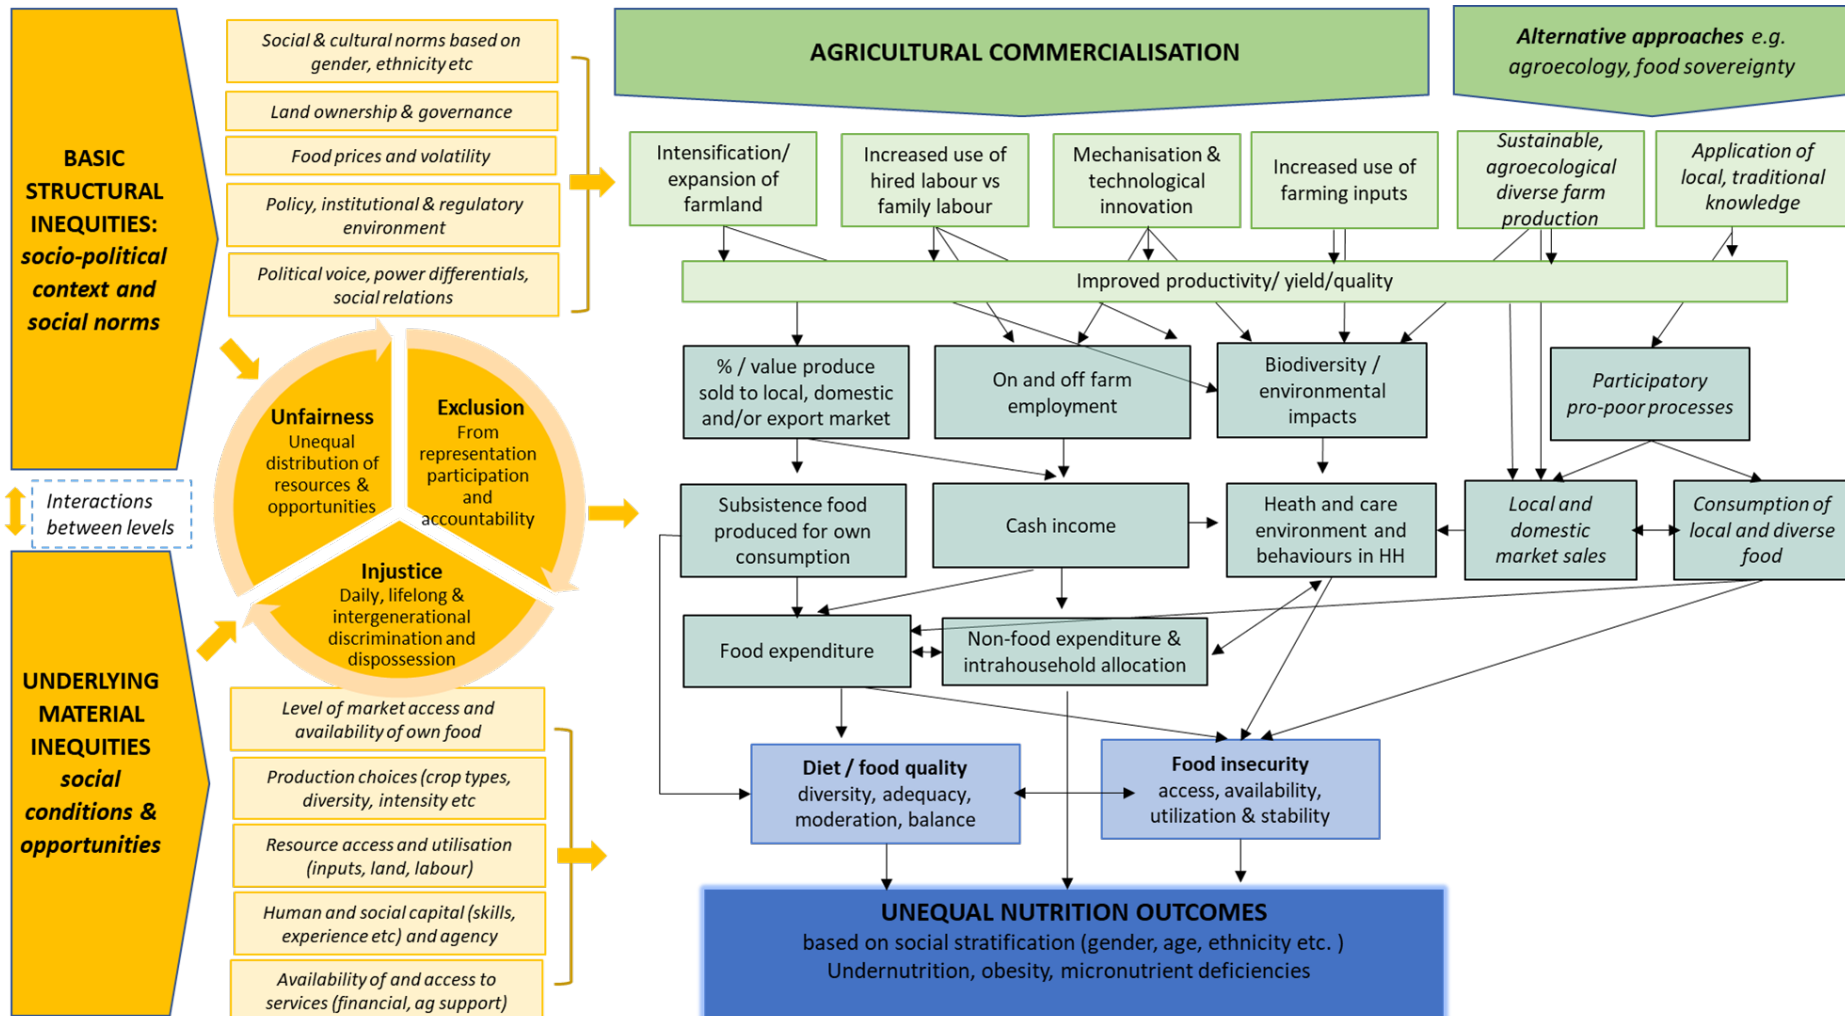 BASIC
STRUCTURAL
INEQUITIES:
socio-political
context and
social norms
Interactions
between levels
UNDERLYING
MATERIAL
INEQUITIES
social
conditions &
opportunities
Social & cultural norms based on
gender, ethnicity etc
Land ownership & governance
Food prices and volatility
Policy, institutional & regulatory
environment
Political voice, power differentials,
social relations
Unfairness
Unequal
distribution of
resources &
opportunities
Exclusion
From
representation
participation
and
accountability
Injustice
Daily, lifelong &
intergenerational
discrimination and
dispossession
Level of market access and
availability of own food
Production choices (crop types,
diversity, intensity etc
Resource access and utilisation
(inputs, land, labour)
Human and social capital (skills,
experience etc) and agency
Availability of and access to
services (financial, ag support)
AGRICULTURAL COMMERCIALISATION
Alternative approaches e.g.
agroecology, food sovereignty
Intensification/
expansion of
farmland
Increased use of
hired labour vs
family labour
Mechanisation &
technological
innovation
Increased use of
farming inputs
Sustainable,
agroecological
diverse farm
production
Application of
local, traditional
knowledge
Improved productivity/ yield/quality
% / value produce
sold to local, domestic
and/or export market
On and off farm
employment
Biodiversity /
environmental
impacts
Participatory
pro-poor processes
Subsistence food
produced for own
consumption
Cash income
Heath and care
environment and
behaviours in HH
Local and
domestic
market sales
Consumption of
local and diverse
food
Food expenditure
Non-food expenditure &
intrahousehold allocation
Diet / food quality
diversity, adequacy,
moderation, balance
Food insecurity
access, availability,
utilization & stability
UNEQUAL NUTRITION OUTCOMES
based on social stratification (gender, age, ethnicity etc. )
Undernutrition, obesity, micronutrient deficiencies